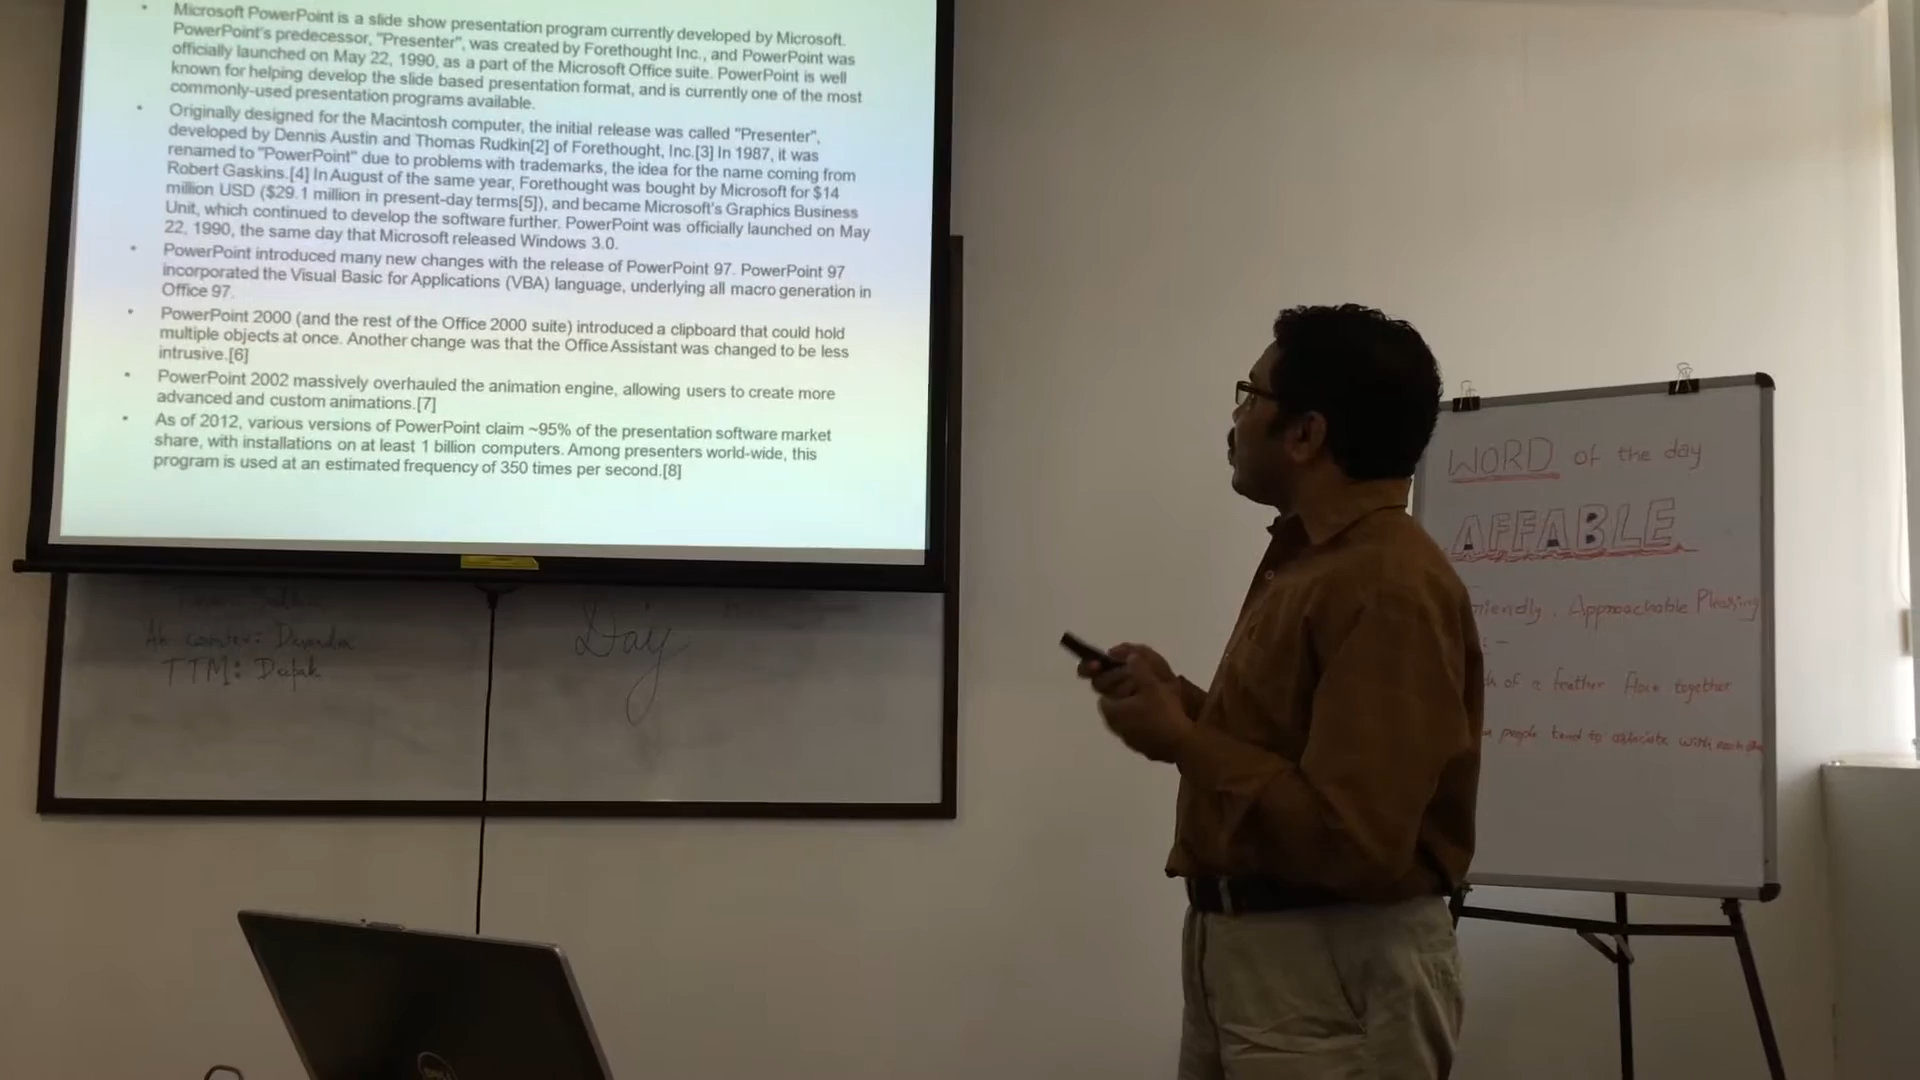 • Microsoft PowerPoint is a slide show presentation program currently developed by Microsoft.
PowerPoint's predecessor, "Presenter", was created by Forethought Inc., and PowerPoint was
officially launched on May 22, 1990, as a part of the Microsoft Office suite. PowerPoint is well
known for helping develop the slide based presentation format, and is currently one of the most
commonly-used presentation programs available.
• Originally designed for the Macintosh computer, the initial release was called "Presenter",
developed by Dennis Austin and Thomas Rudkin[2] of Forethought, Inc.[3] In 1987, it was
renamed to "PowerPoint" due to problems with trademarks, the idea for the name coming from
Robert Gaskins.[4] In August of the same year, Forethought was bought by Microsoft for $14
million USD ($29.1 million in present-day terms[5]), and became Microsoft's Graphics Business
Unit, which continued to develop the software further. PowerPoint was officially launched on May
22, 1990, the same day that Microsoft released Windows 3.0.
• PowerPoint introduced many new changes with the release of PowerPoint 97. PowerPoint 97
incorporated the Visual Basic for Applications (VBA) language, underlying all macro generation in
Office 97.
• PowerPoint 2000 (and the rest of the Office 2000 suite) introduced a clipboard that could hold
multiple objects at once. Another change was that the Office Assistant was changed to be less
intrusive.[6]
• PowerPoint 2002 massively overhauled the animation engine, allowing users to create more
advanced and custom animations.[7]
• As of 2012, various versions of PowerPoint claim ~95% of the presentation software market
share, with installations on at least 1 billion computers. Among presenters world-wide, this
program is used at an estimated frequency of 350 times per second.[8]
Ah counter: Devendra
TTM: Deepak
Day
WORD of the day
AFFABLE
Friendly, Approachable Pleasing
of a feather flock together
people tend to associate with each
DELL